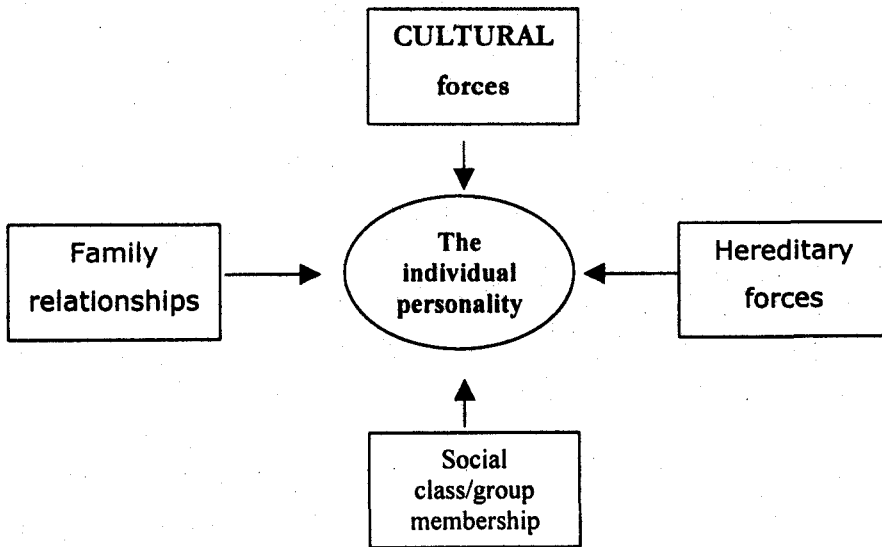 CULTURAL
forces
Family
relationships
The
individual
personality
Hereditary
forces
Social
class/group
membership